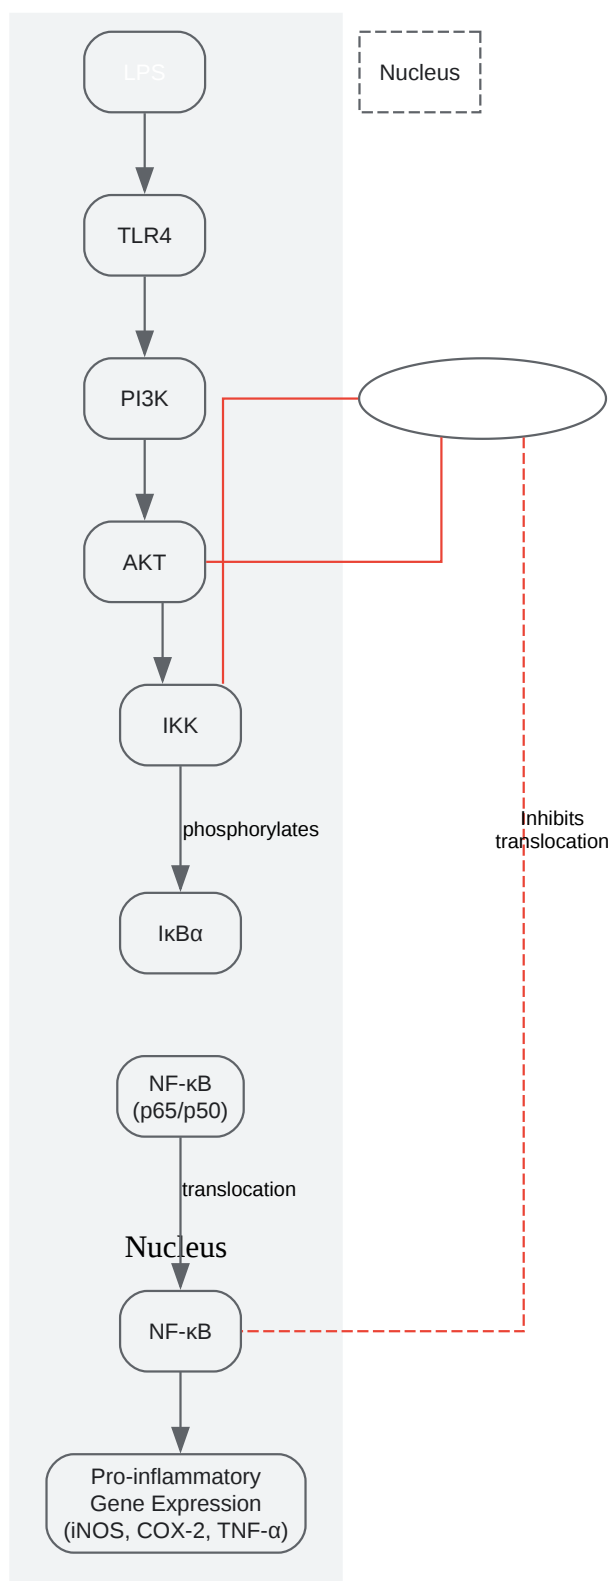 LPS
Nucleus
TLR4
PI3K
AKT
IKK
phosphorylates
Inhibits
translocation
IκBα
NF-κB
(p65/p50)
translocation
Nucleus
NF-κB
Pro-inflammatory
Gene Expression
(iNOS, COX-2, TNF-α)